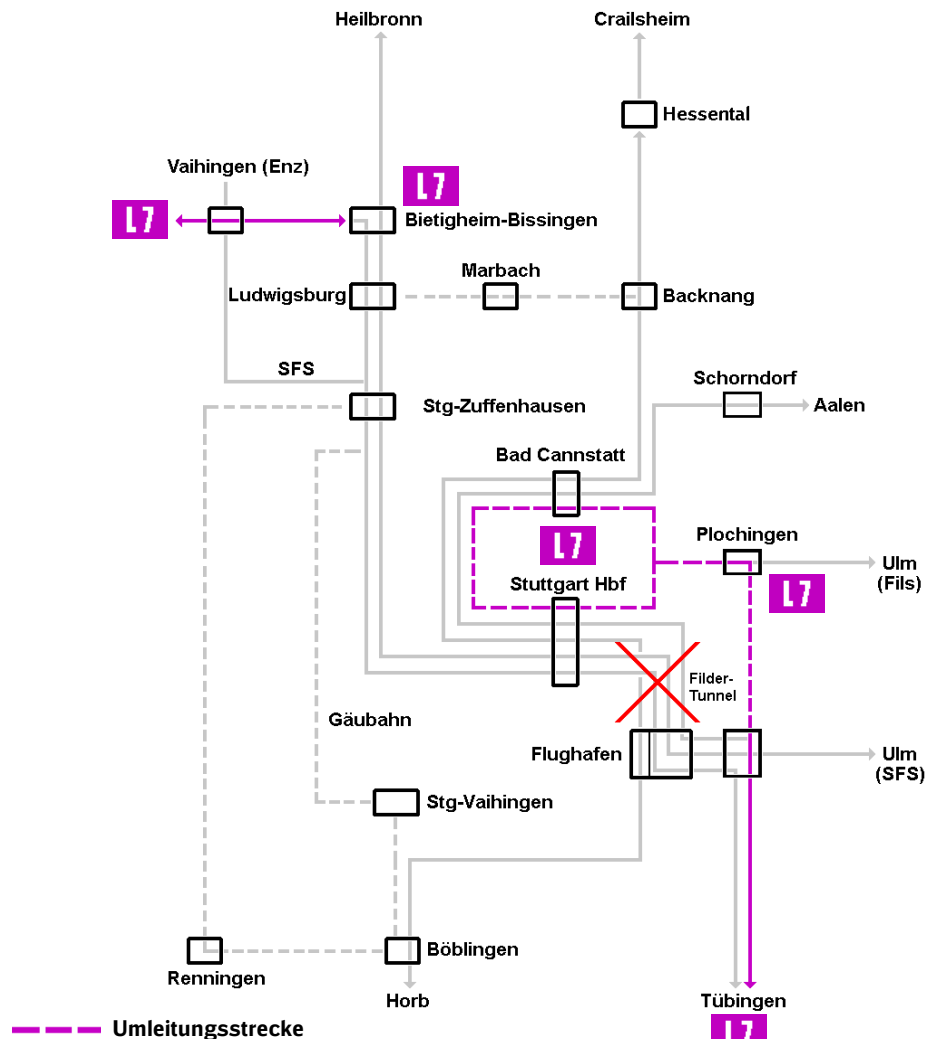 Heilbronn
Crailsheim
Hessental
Vaihingen (Enz)
L7
L7
Bietigheim-Bissingen
Marbach
Ludwigsburg
Backnang
SFS
Schorndorf
Stg-Zuffenhausen
Aalen
Bad Cannstatt
L7
Plochingen
Ulm
(Fils)
Stuttgart Hbf
L7
Filder-
Tunnel
Gäubahn
Flughafen
Ulm
(SFS)
Stg-Vaihingen
Böblingen
Renningen
Horb
Tübingen
L7
Umleitungsstrecke